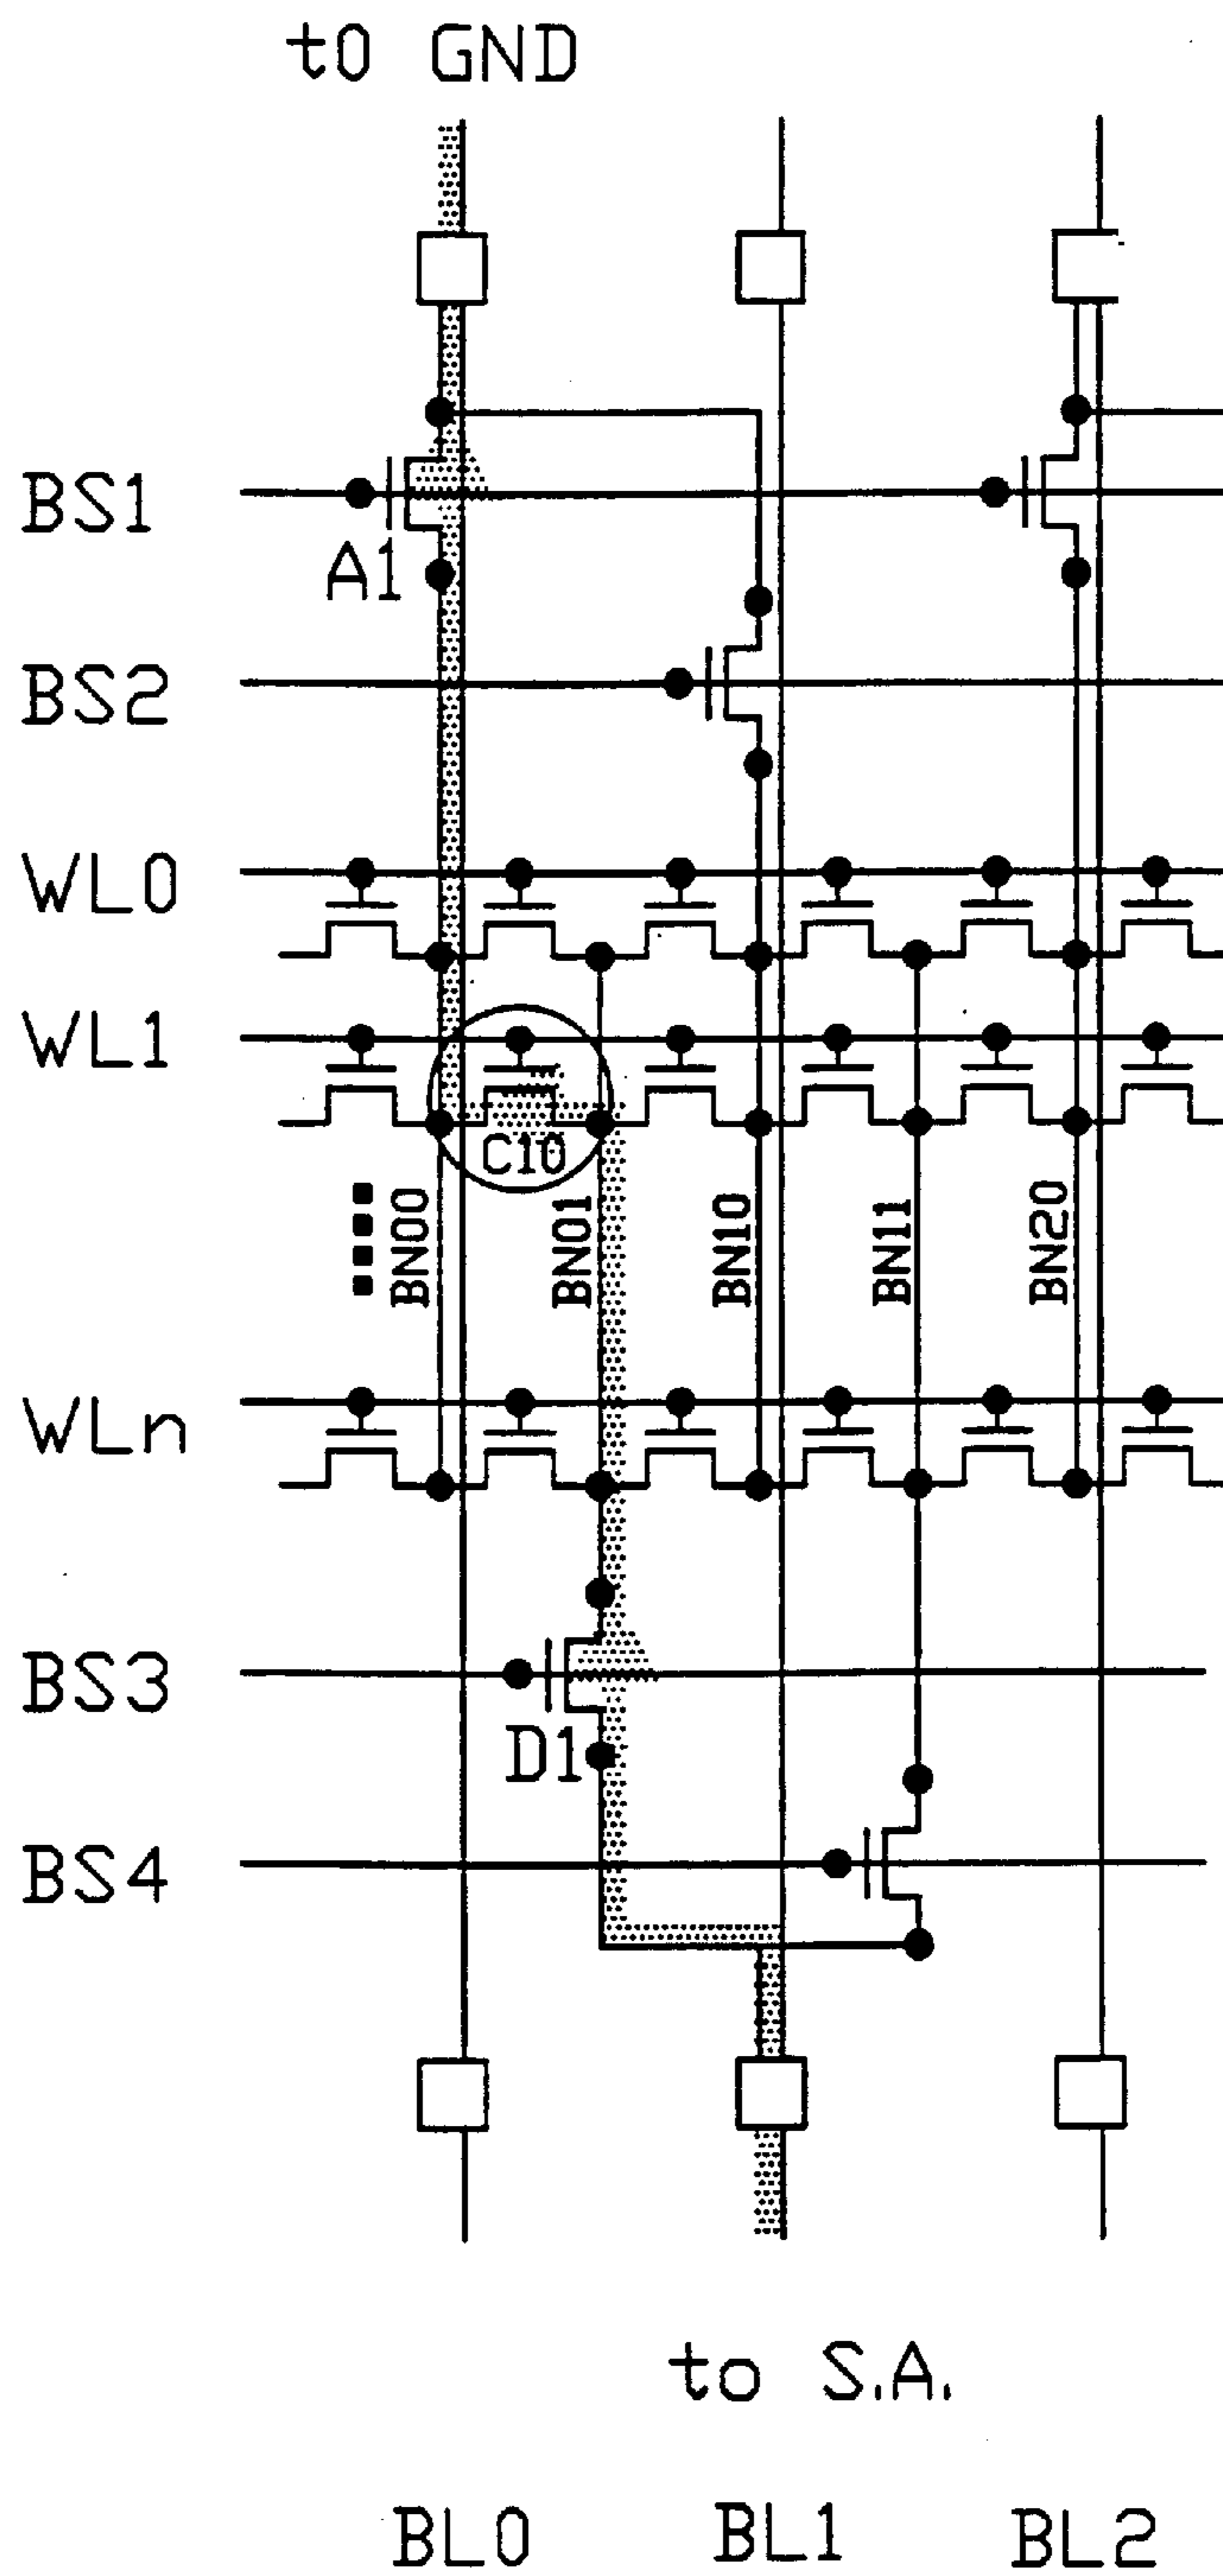 to GND
BS1
A1
BS2
WL0
WL1
C10
BN00
BN01
BN10
BN11
BN20
WLn
BS3
D1
BS4
to S.A.
BL0 BL1 BL2